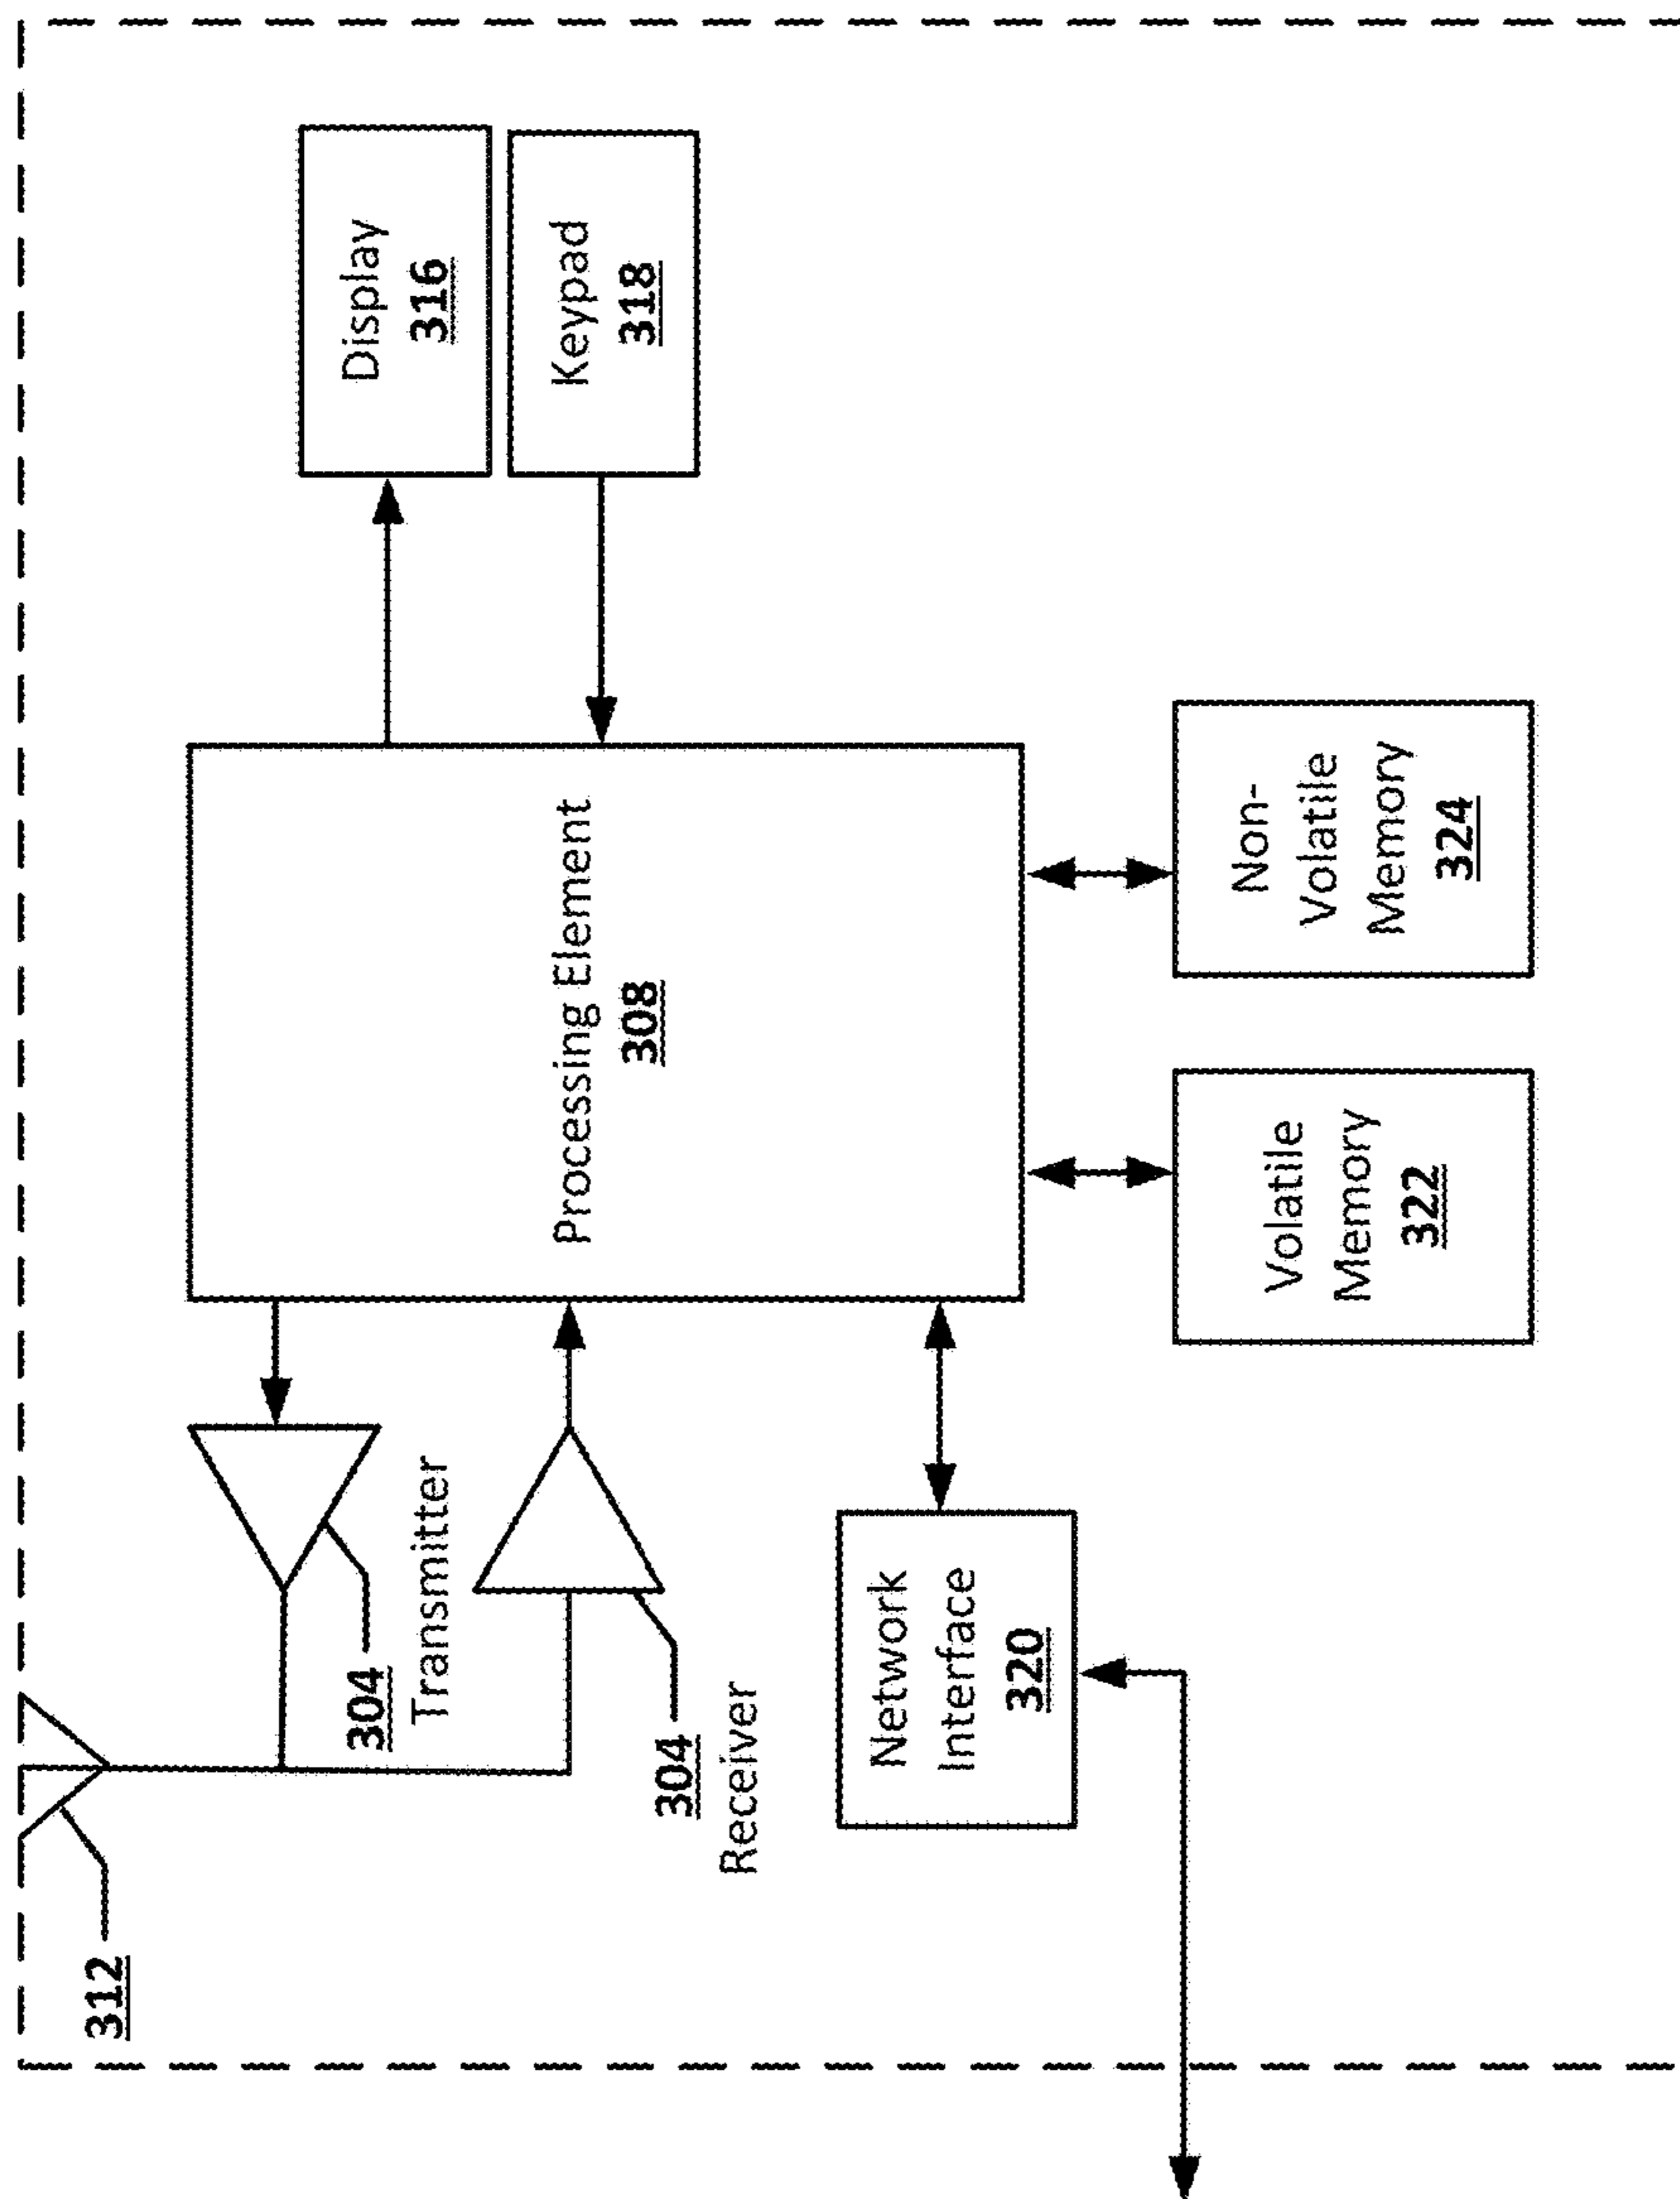 312
304
Transmitter
304
Receiver
Processing Element
308
Display
316
Keypad
318
Network
Interface
320
Volatile
Memory
322
Non-
Volatile
Memory
324